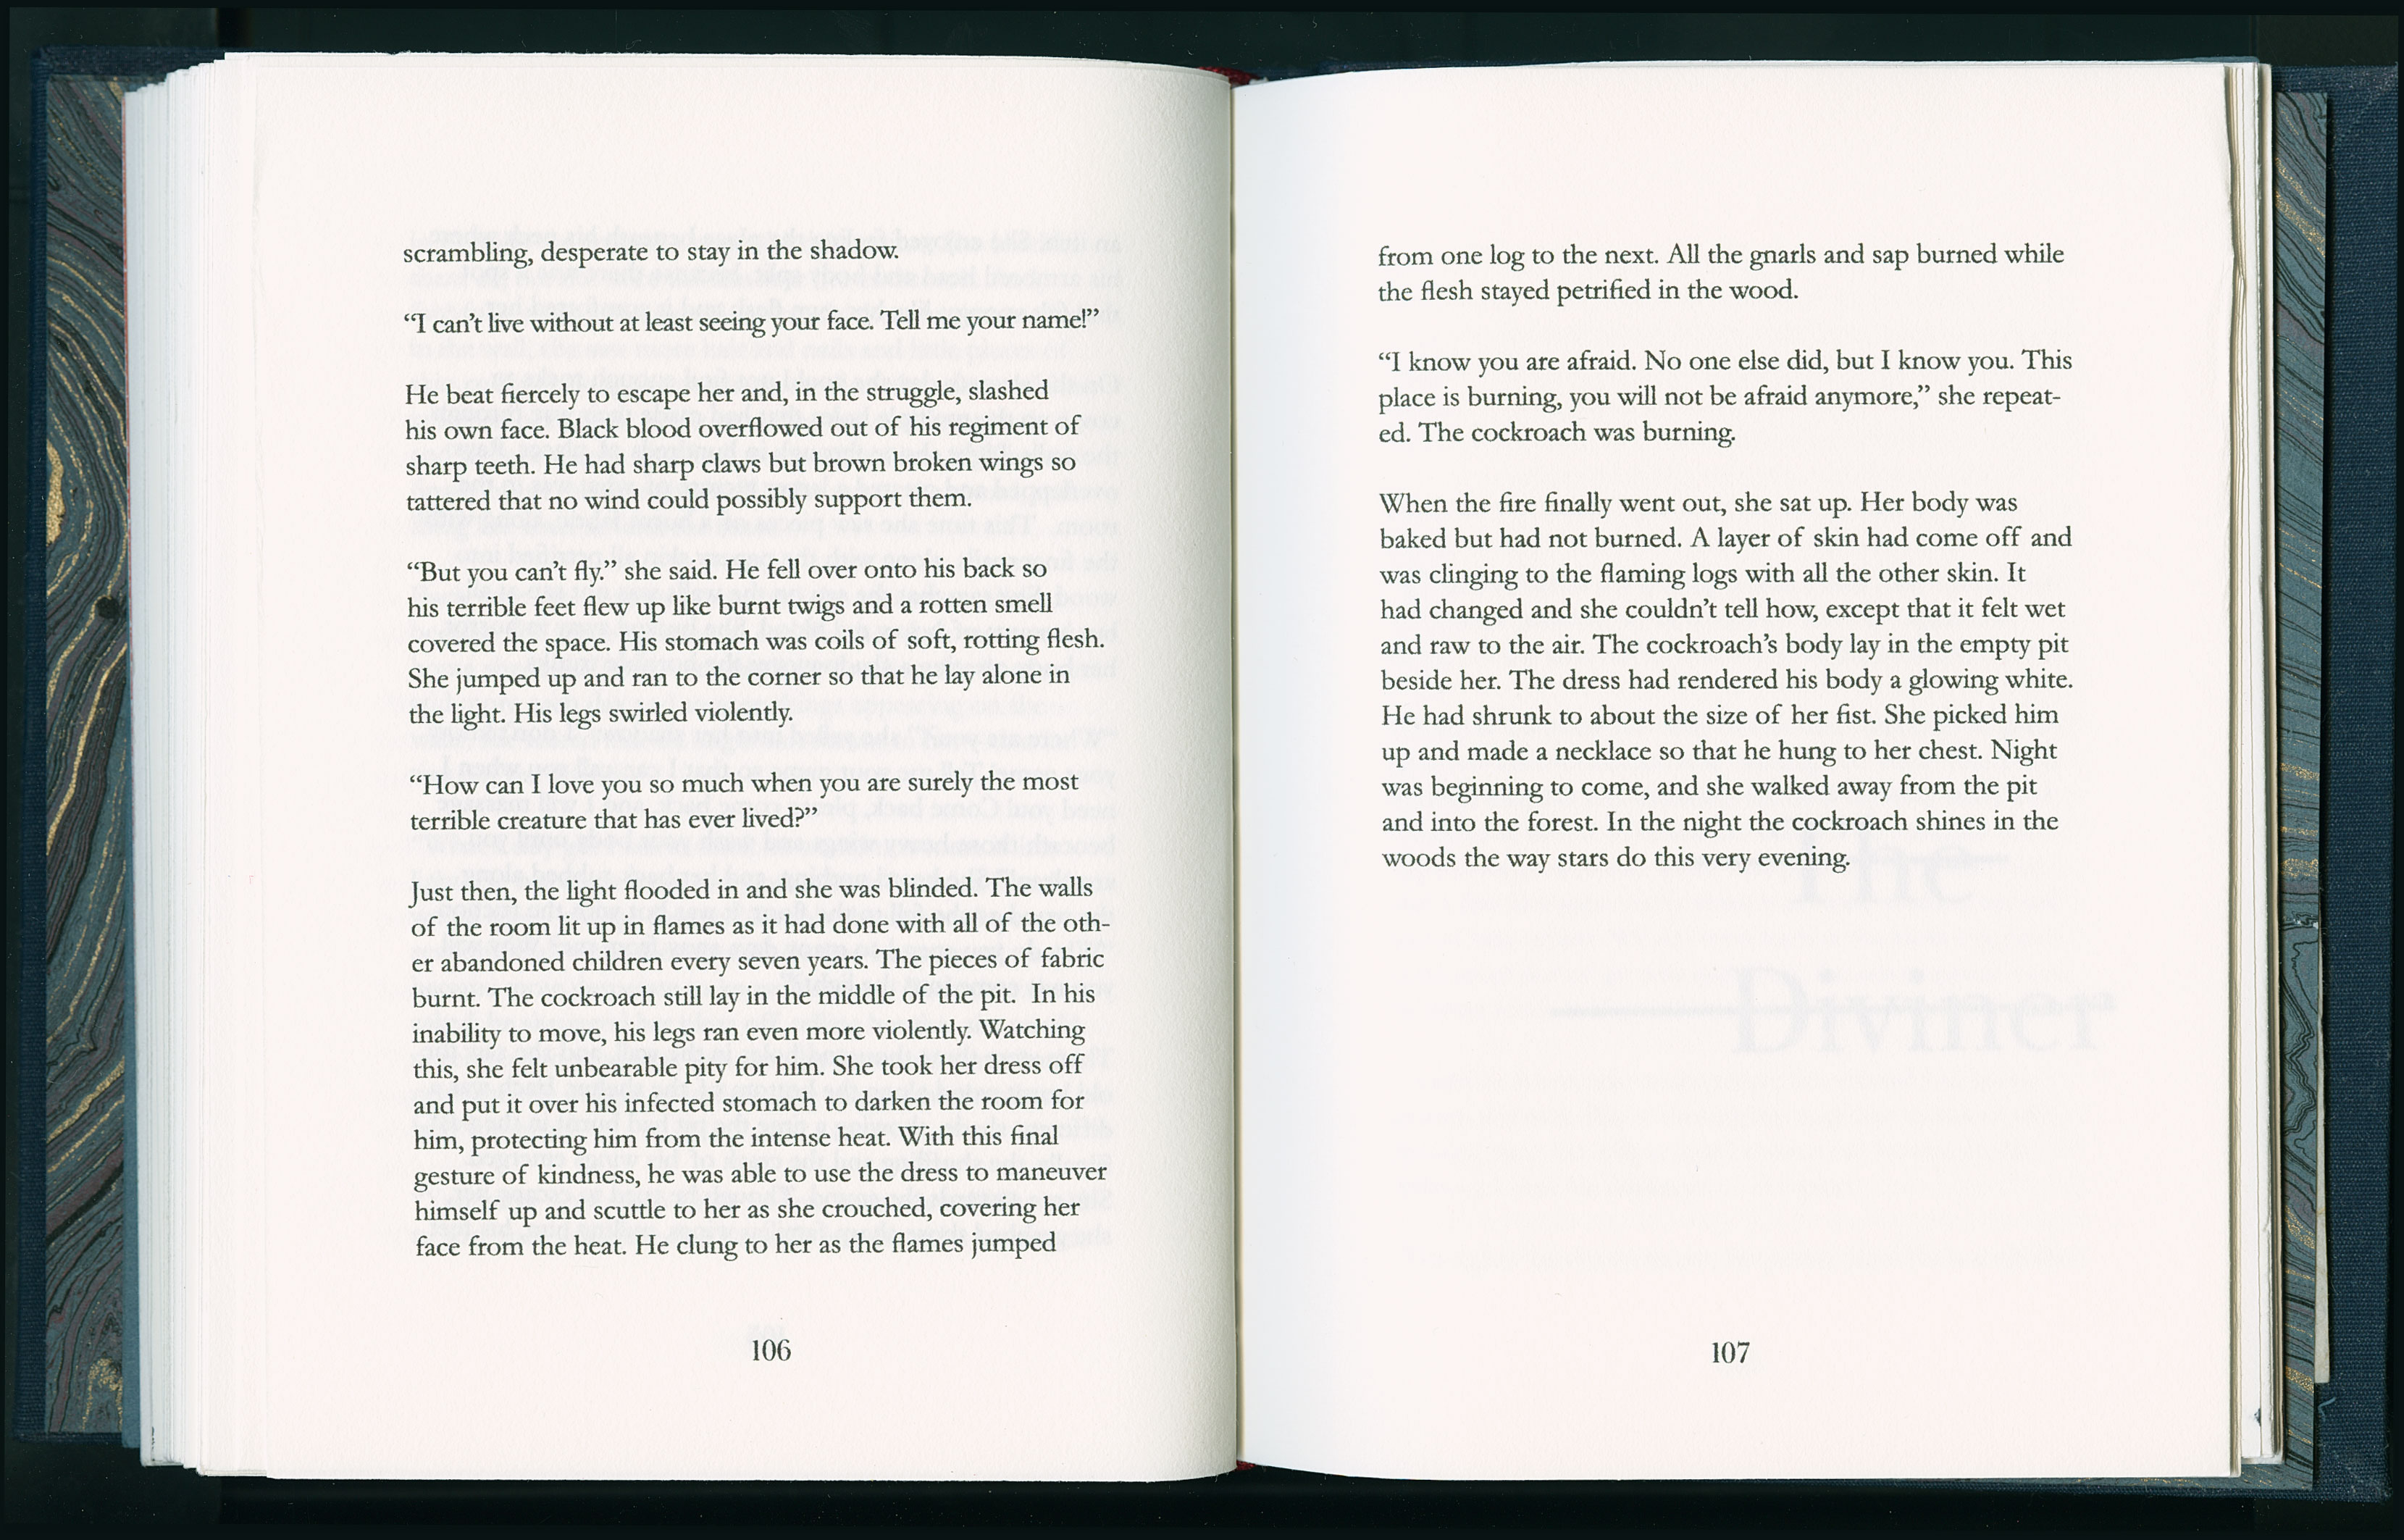 scrambling, desperate to stay in the shadow.
“I can’t live without at least seeing your face. Tell me your name!”
He beat fiercely to escape her and, in the struggle, slashed
his own face. Black blood overflowed out of his regiment of
sharp teeth. He had sharp claws but brown broken wings so
tattered that no wind could possibly support them.
“But you can’t fly.” she said. He fell over onto his back so
his terrible feet flew up like burnt twigs and a rotten smell
covered the space. His stomach was coils of soft, rotting flesh.
She jumped up and ran to the corner so that he lay alone in
the light. His legs swirled violently.
“How can I love you so much when you are surely the most
terrible creature that has ever lived?”
Just then, the light flooded in and she was blinded. The walls
of the room lit up in flames as it had done with all of the oth-
er abandoned children every seven years. The pieces of fabric
burnt. The cockroach still lay in the middle of the pit.  In his
inability to move, his legs ran even more violently. Watching
this, she felt unbearable pity for him. She took her dress off
and put it over his infected stomach to darken the room for
him, protecting him from the intense heat. With this final
gesture of kindness, he was able to use the dress to maneuver
himself up and scuttle to her as she crouched, covering her
face from the heat. He clung to her as the flames jumped
106
from one log to the next. All the gnarls and sap burned while
the flesh stayed petrified in the wood.
“I know you are afraid. No one else did, but I know you. This
place is burning, you will not be afraid anymore,” she repeat-
ed. The cockroach was burning.
When the fire finally went out, she sat up. Her body was
baked but had not burned. A layer of skin had come off and
was clinging to the flaming logs with all the other skin. It
had changed and she couldn’t tell how, except that it felt wet
and raw to the air. The cockroach’s body lay in the empty pit
beside her. The dress had rendered his body a glowing white.
He had shrunk to about the size of her fist. She picked him
up and made a necklace so that he hung to her chest. Night
was beginning to come, and she walked away from the pit
and into the forest. In the night the cockroach shines in the
woods the way stars do this very evening.
The
Diviner
107